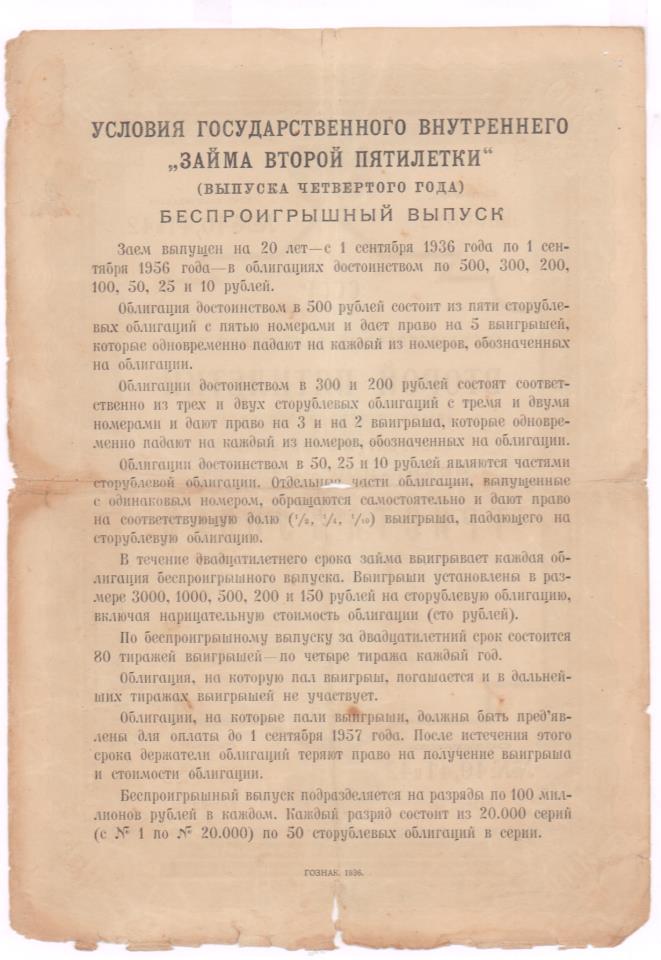 УСЛОВИЯ ГОСУДАРСТВЕННОГО ВНУТРЕННЕГО
„ЗАЙМА ВТОРОЙ ПЯТИЛЕТКИ“
(ВЫПУСКА ЧЕТВЕРТОГО ГОДА)
БЕСПРОИГРЫШНЫЙ ВЫПУСК
Заем выпущен на 20 лет—с 1 сентября 1936 года по 1 сен-
тября 1956 года—в облигациях достоинством по 500, 300, 200,
100, 50, 25 и 10 рублей.
Облигация достоинством в 500 рублей состоит из пяти сторубле-
вых облигаций с пятью номерами и дает право на 5 выигрышей,
которые одновременно падают на каждый из номеров, обозначенных
на облигации.
Облигации достоинством в 300 и 200 рублей состоят соответ-
ственно из трех и двух сторублевых облигаций с тремя и двумя
номерами и дают право на 3 и на 2 выигрыша, которые одновре-
менно падают на каждый из номеров, обозначенных на облигации.
Облигации достоинством в 50, 25 и 10 рублей являются частями
сторублевой облигации. Отдельные части облигации, выпущенные
с одинаковым номером, обращаются самостоятельно и дают право
на соответствующую долю (1/2, 1/4, 1/10) выигрыша, падающего на
сторублевую облигацию.
В течение двадцатилетнего срока займа выигрывает каждая об-
лигация беспроигрышного выпуска. Выигрыши установлены в раз-
мере 3000, 1000, 500, 200 и 150 рублей на сторублевую облигацию,
включая нарицательную стоимость облигации (сто рублей).
По беспроигрышному выпуску за двадцатилетний срок состоится
80 тиражей выигрышей—по четыре тиража каждый год.
Облигация, на которую пал выигрыш, погашается и в дальней-
ших тиражах выигрышей не участвует.
Облигации, на которые пали выигрыши, должны быть пред'яв-
лены для оплаты до 1 сентября 1957 года. После истечения этого
срока держатели облигаций теряют право на получение выигрыша
и стоимости облигации.
Беспроигрышный выпуск подразделяется на разряды по 100 мил-
лионов рублей в каждом. Каждый разряд состоит из 20.000 серий
(с № 1 по № 20.000) по 50 сторублевых облигаций в серии.
ГОЗНАК. 1936.